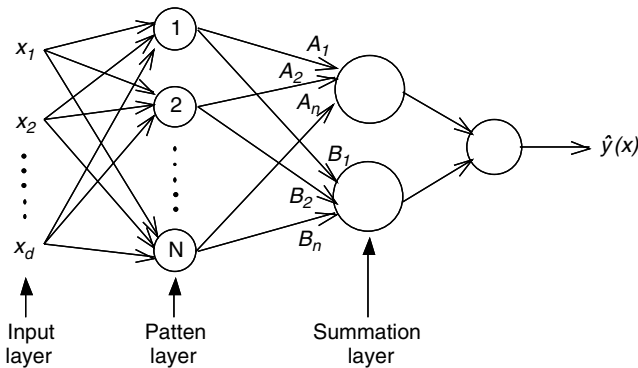 x1
x2
xd
1
2
N
A1
A2
An
B1
B2
Bn
ŷ(x)
Input
layer
Patten
layer
Summation
layer